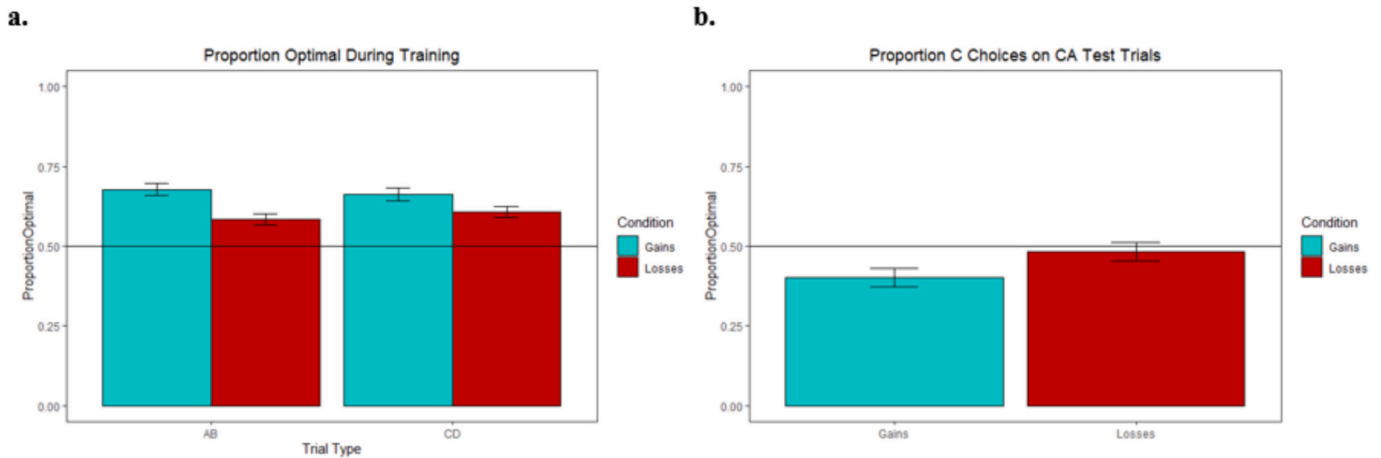 a.
Proportion Optimal During Training
1.00
0.75
0.50
0.25
0.00
ProportionOptimal
AB
CD
Trial Type
Condition
Gains
Losses
b.
Proportion C Choices on CA Test Trials
1.00
0.75
0.50
0.25
0.00
ProportionOptimal
Gains
Losses
Condition
Gains
Losses